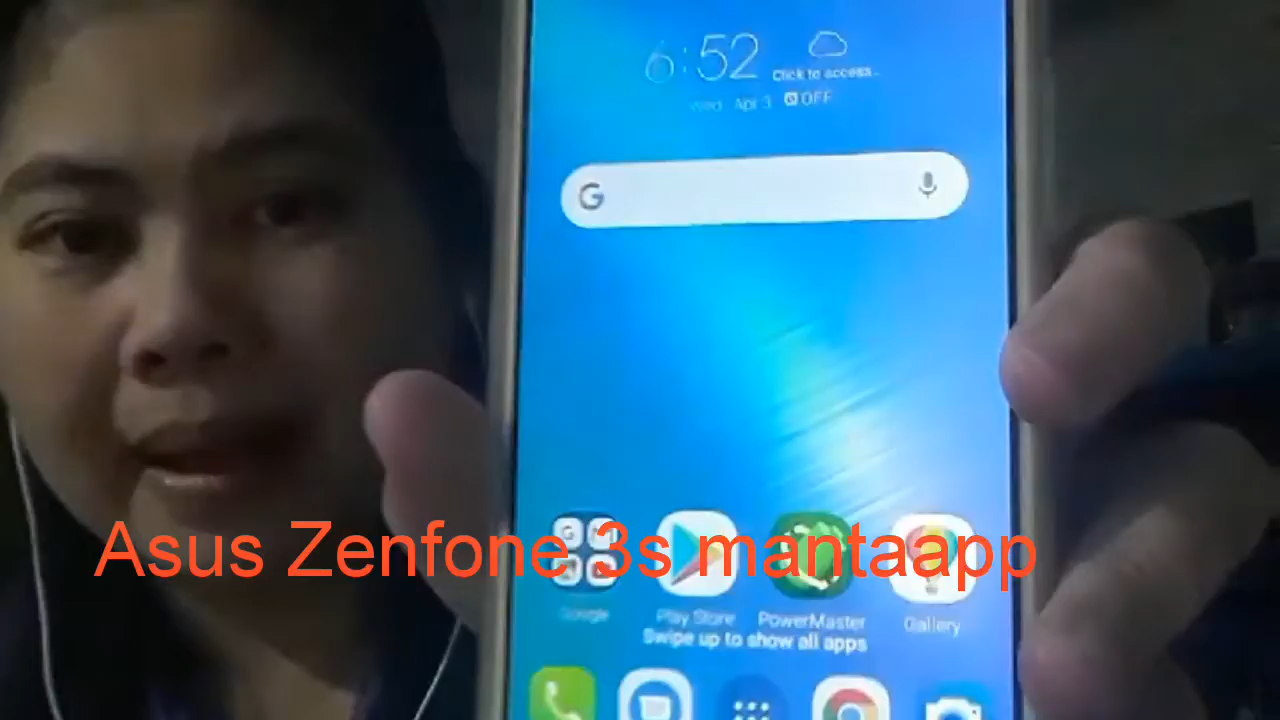 6:52
Click to access.
Wed, Apr 3 OFF
G
Asus Zenfone 3s mantaapp
Google Play Store PowerMaster Gallery
Swipe up to show all apps